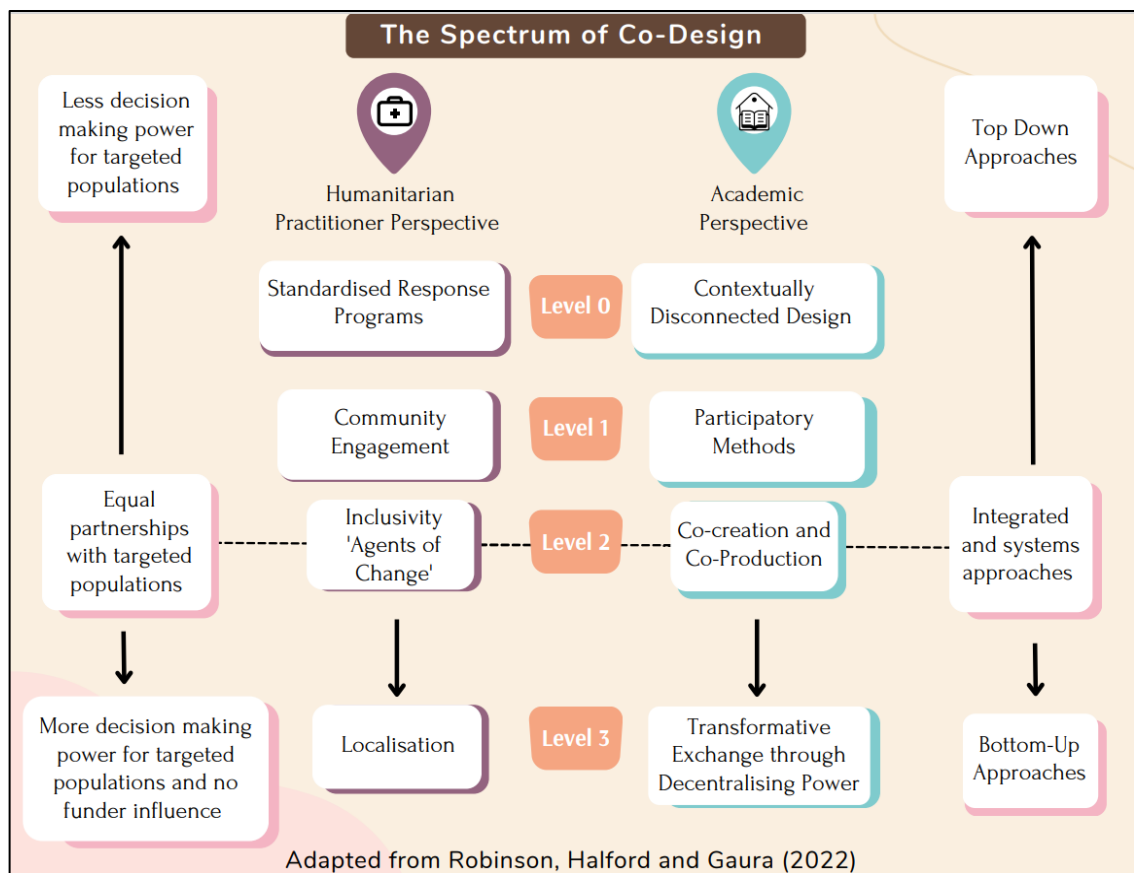 The Spectrum of Co-Design
Less decision
making power
for targeted
populations
Humanitarian
Practitioner Perspective
Academic
Perspective
Top Down
Approaches
Standardised Response
Programs
Level 0
Contextually
Disconnected Design
Community
Engagement
Level 1
Participatory
Methods
Equal
partnerships
with targeted
populations
Inclusivity
'Agents of
Change'
Level 2
Co-creation and
Co-Production
Integrated
and systems
approaches
More decision making
power for targeted
populations and no
funder influence
Localisation
Level 3
Transformative
Exchange through
Decentralising Power
Bottom-Up
Approaches
Adapted from Robinson, Halford and Gaura (2022)